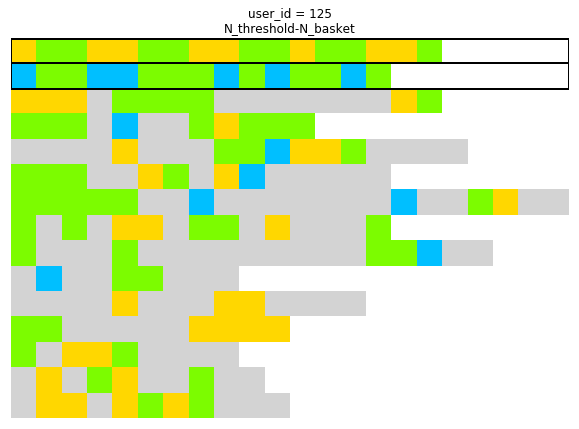 user_id = 125
N_threshold-N_basket